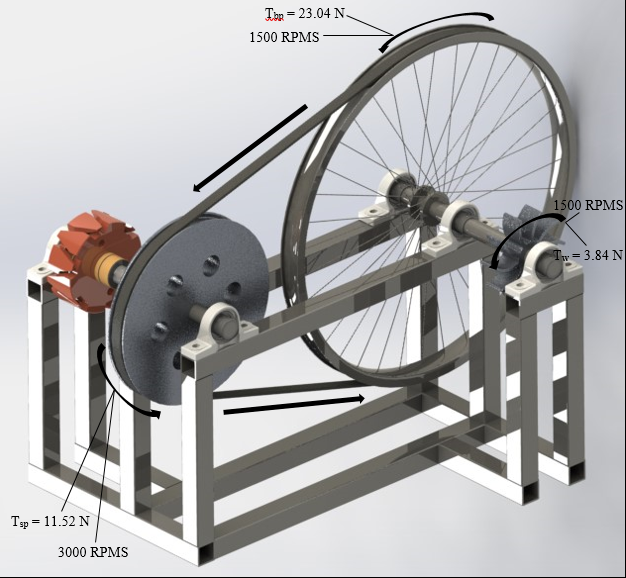 Tbp = 23.04 N
1500 RPMS
1500 RPMS
Tw = 3.84 N
Tsp = 11.52 N
3000 RPMS